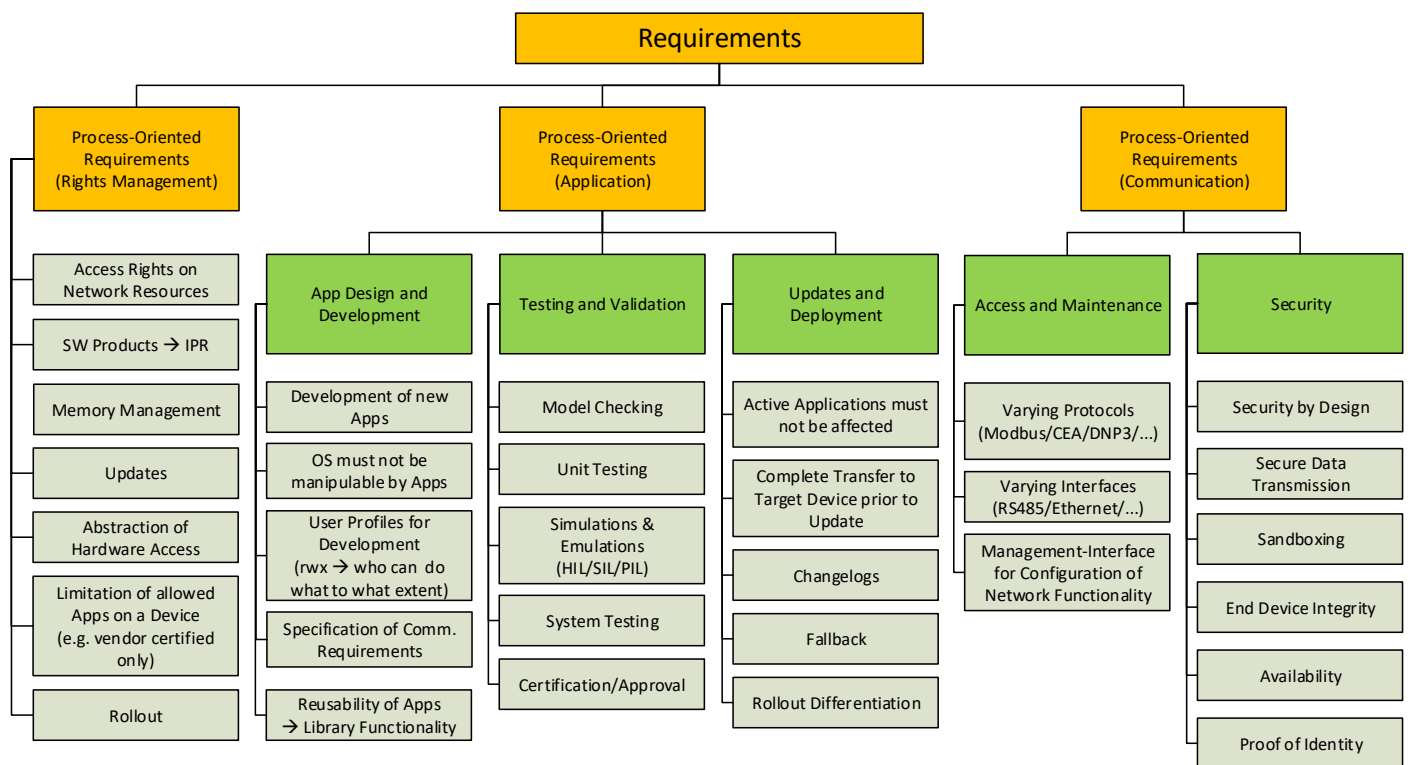 Requirements
Process-Oriented
Requirements
(Rights Management)
Process-Oriented
Requirements
(Application)
Process-Oriented
Requirements
(Communication)
Access Rights on
Network Resources
SW Products → IPR
Memory Management
Updates
Abstraction of
Hardware Access
Limitation of allowed
Apps on a Device
(e.g. vendor certified
only)
Rollout
App Design and
Development
Development of new
Apps
OS must not be
manipulable by Apps
User Profiles for
Development
(rwx → who can do
what to what extent)
Specification of Comm.
Requirements
Reusability of Apps
→ Library Functionality
Testing and Validation
Model Checking
Unit Testing
Simulations &
Emulations
(HIL/SIL/PIL)
System Testing
Certification/Approval
Updates and
Deployment
Active Applications must
not be affected
Complete Transfer to
Target Device prior to
Update
Changelogs
Fallback
Rollout Differentiation
Access and Maintenance
Varying Protocols
(Modbus/CEA/DNP3/...)
Varying Interfaces
(RS485/Ethernet/...)
Management-Interface
for Configuration of
Network Functionality
Security
Security by Design
Secure Data
Transmission
Sandboxing
End Device Integrity
Availability
Proof of Identity